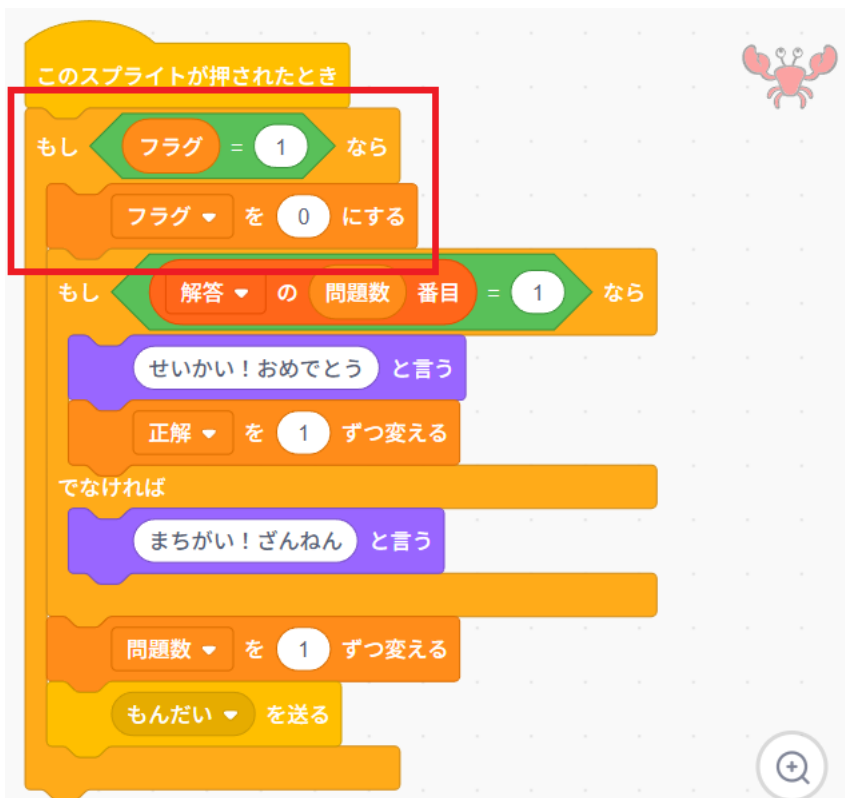 このスプライトが押されたとき
もし フラグ = 1 なら
フラグ を 0 にする
もし 解答 の 問題数 番目 = 1 なら
せいかい！おめでとう と言う
正解 を 1 ずつ変える
でなければ
まちがい！ざんねん と言う
問題数 を 1 ずつ変える
もんだい を送る